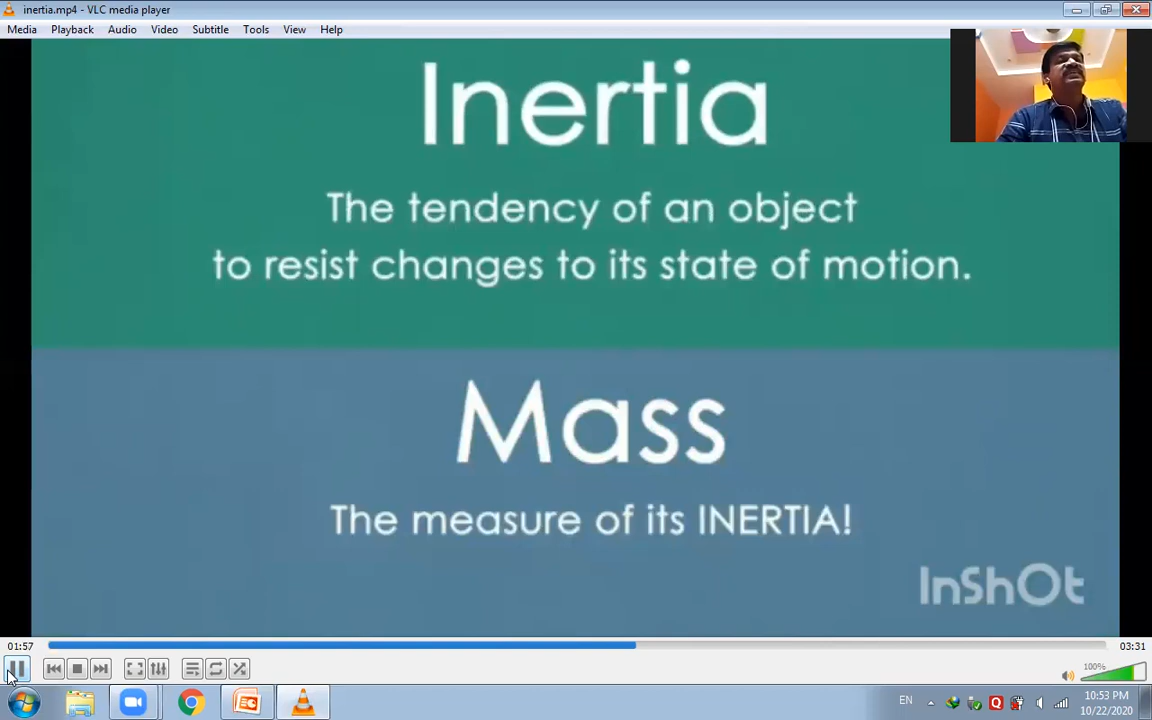 inertia.mp4 - VLC media player
Media Playback Audio Video Subtitle Tools View Help
Inertia
The tendency of an object
to resist changes to its state of motion.
Mass
The measure of its INERTIA!
InShOt
01:57
03:31
100%
EN
10:53 PM
10/22/2020